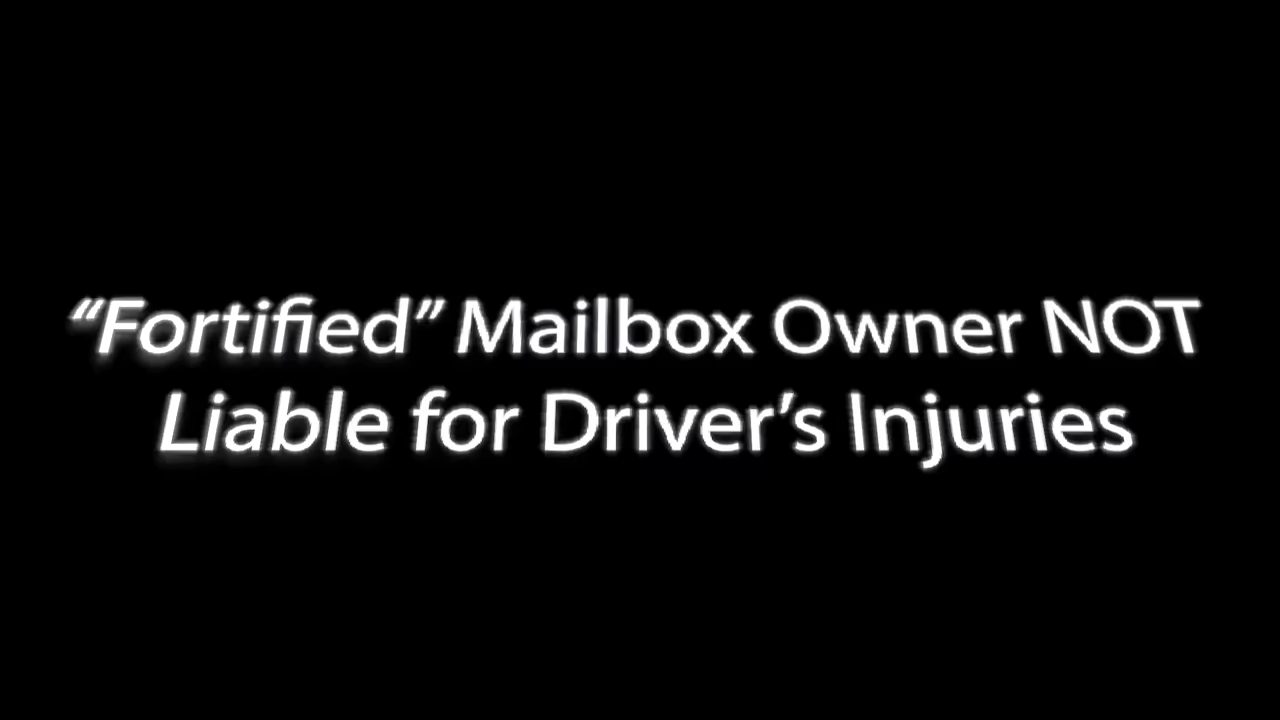 “Fortified” Mailbox Owner NOT
Liable for Driver’s Injuries